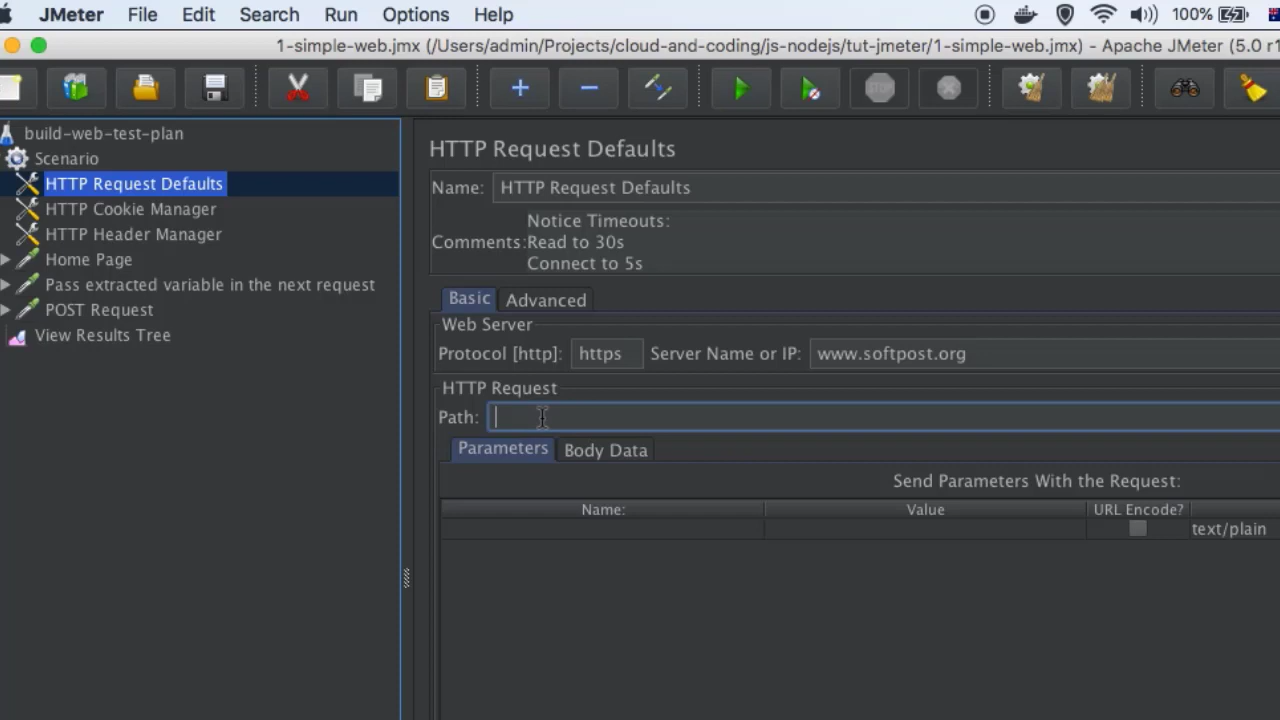 JMeter File Edit Search Run Options Help 100%
1-simple-web.jmx (/Users/admin/Projects/cloud-and-coding/js-nodejs/tut-jmeter/1-simple-web.jmx) - Apache JMeter (5.0 r1
STOP
build-web-test-plan
Scenario
HTTP Request Defaults
HTTP Cookie Manager
HTTP Header Manager
Home Page
Pass extracted variable in the next request
POST Request
View Results Tree
HTTP Request Defaults
Name: HTTP Request Defaults
Notice Timeouts:
Comments: Read to 30s
Connect to 5s
Basic Advanced
Web Server
Protocol [http]: https Server Name or IP: www.softpost.org
HTTP Request
Path:
Parameters Body Data
Send Parameters With the Request:
Name: Value URL Encode?
text/plain